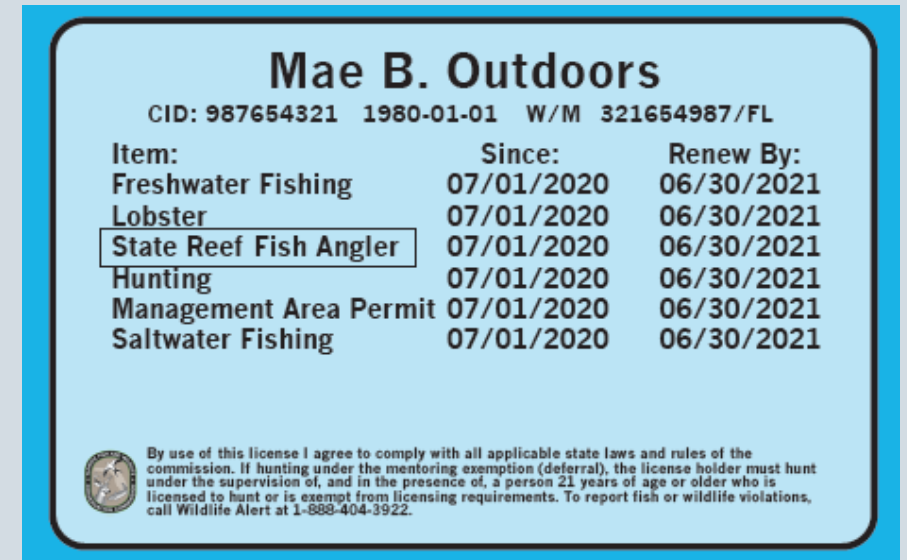 Mae B. Outdoors
CID: 987654321 1980-01-01 W/M 321654987/FL
Item: Since: Renew By:
Freshwater Fishing 07/01/2020 06/30/2021
Lobster 07/01/2020 06/30/2021
State Reef Fish Angler 07/01/2020 06/30/2021
Hunting 07/01/2020 06/30/2021
Management Area Permit 07/01/2020 06/30/2021
Saltwater Fishing 07/01/2020 06/30/2021
By use of this license I agree to comply with all applicable state laws and rules of the
commission. If hunting under the mentoring exemption (deferral), the license holder must hunt
under the supervision of, and in the presence of, a person 21 years of age or older who is
licensed to hunt or is exempt from licensing requirements. To report fish or wildlife violations,
call Wildlife Alert at 1-888-404-3922.